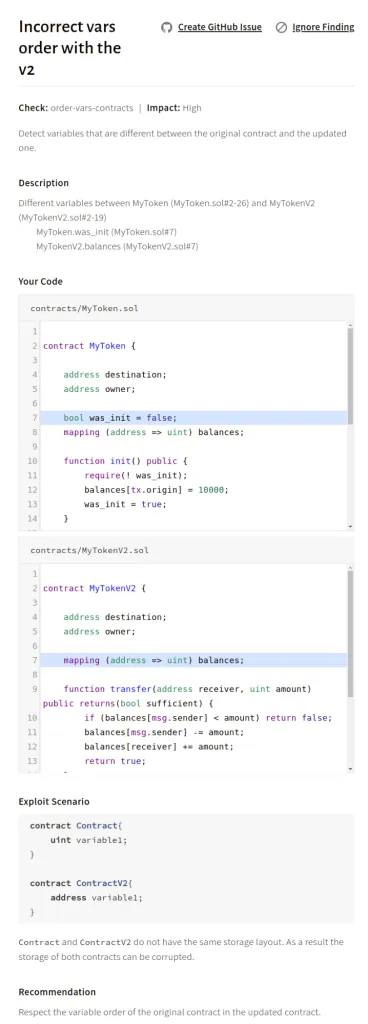 Incorrect vars
order with the
v2
Create GitHub Issue
Ignore Finding
Check: order-vars-contracts | Impact: High
Detect variables that are different between the original contract and the updated
one.
Description
Different variables between MyToken (MyToken.sol#2-26) and MyTokenV2
(MyTokenV2.sol#2-19)
MyToken.was_init (MyToken.sol#7)
MyTokenV2.balances (MyTokenV2.sol#7)
Your Code
contracts/MyToken.sol
1
2 contract MyToken {
3
4 address destination;
5 address owner;
6
7 bool was_init = false;
8 mapping (address => uint) balances;
9
10 function init() public {
11 require(! was_init);
12 balances[tx.origin] = 10000;
13 was_init = true;
14 }
contracts/MyTokenV2.sol
1
2 contract MyTokenV2 {
3
4 address destination;
5 address owner;
6
7 mapping (address => uint) balances;
8
9 function transfer(address receiver, uint amount)
public returns(bool sufficient) {
10 if (balances[msg.sender] < amount) return false;
11 balances[msg.sender] -= amount;
12 balances[receiver] += amount;
13 return true;
Exploit Scenario
contract Contract{
uint variable1;
}
contract ContractV2{
address variable1;
}
Contract and ContractV2 do not have the same storage layout. As a result the
storage of both contracts can be corrupted.
Recommendation
Respect the variable order of the original contract in the updated contract.